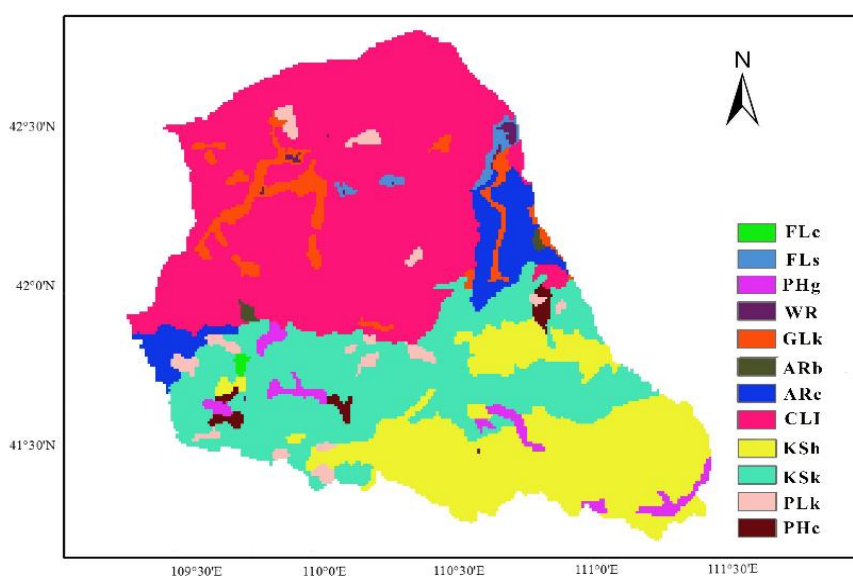 N
42°30'N
42°0'N
41°30'N
FLc
FLs
PHg
WR
GLk
ARb
ARc
CLI
KSh
KSk
PLk
PHc
109°30'E
110°0'E
110°30'E
111°0'E
111°30'E